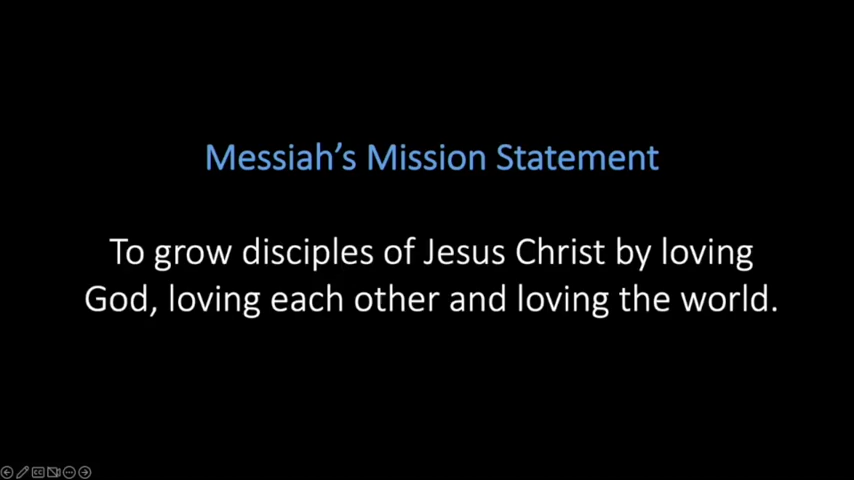 Messiah’s Mission Statement
To grow disciples of Jesus Christ by loving
God, loving each other and loving the world.